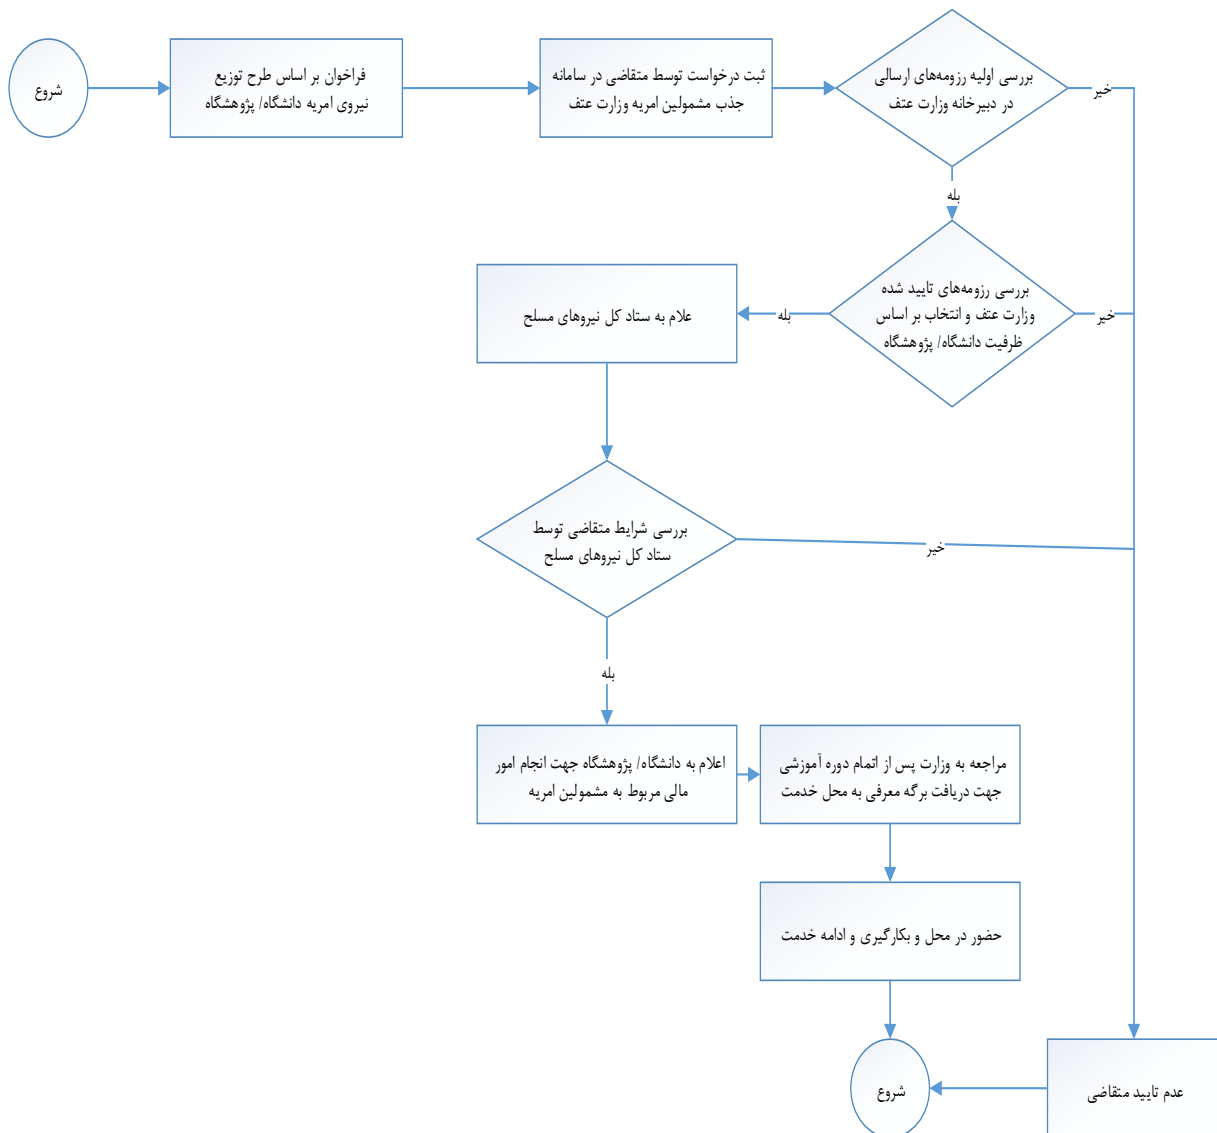 شروع
فراخوان بر اساس طرح توزیع
نیروی امریه دانشگاه/ پژوهشگاه
ثبت درخواست توسط متقاضی در سامانه
جذب مشمولین امریه وزارت عتف
بررسی اولیه رزومه‌های ارسالی
در دبیرخانه وزارت عتف
خیر
بله
بررسی رزومه‌های تایید شده
وزارت عتف و انتخاب بر اساس
ظرفیت دانشگاه/ پژوهشگاه
خیر
بله
علام به ستاد کل نیروهای مسلح
بررسی شرایط متقاضی توسط
ستاد کل نیروهای مسلح
خیر
بله
اعلام به دانشگاه/ پژوهشگاه جهت انجام امور
مالی مربوط به مشمولین امریه
مراجعه به وزارت پس از اتمام دوره آموزشی
جهت دریافت برگه معرفی به محل خدمت
حضور در محل و بکارگیری و ادامه خدمت
شروع
عدم تایید متقاضی